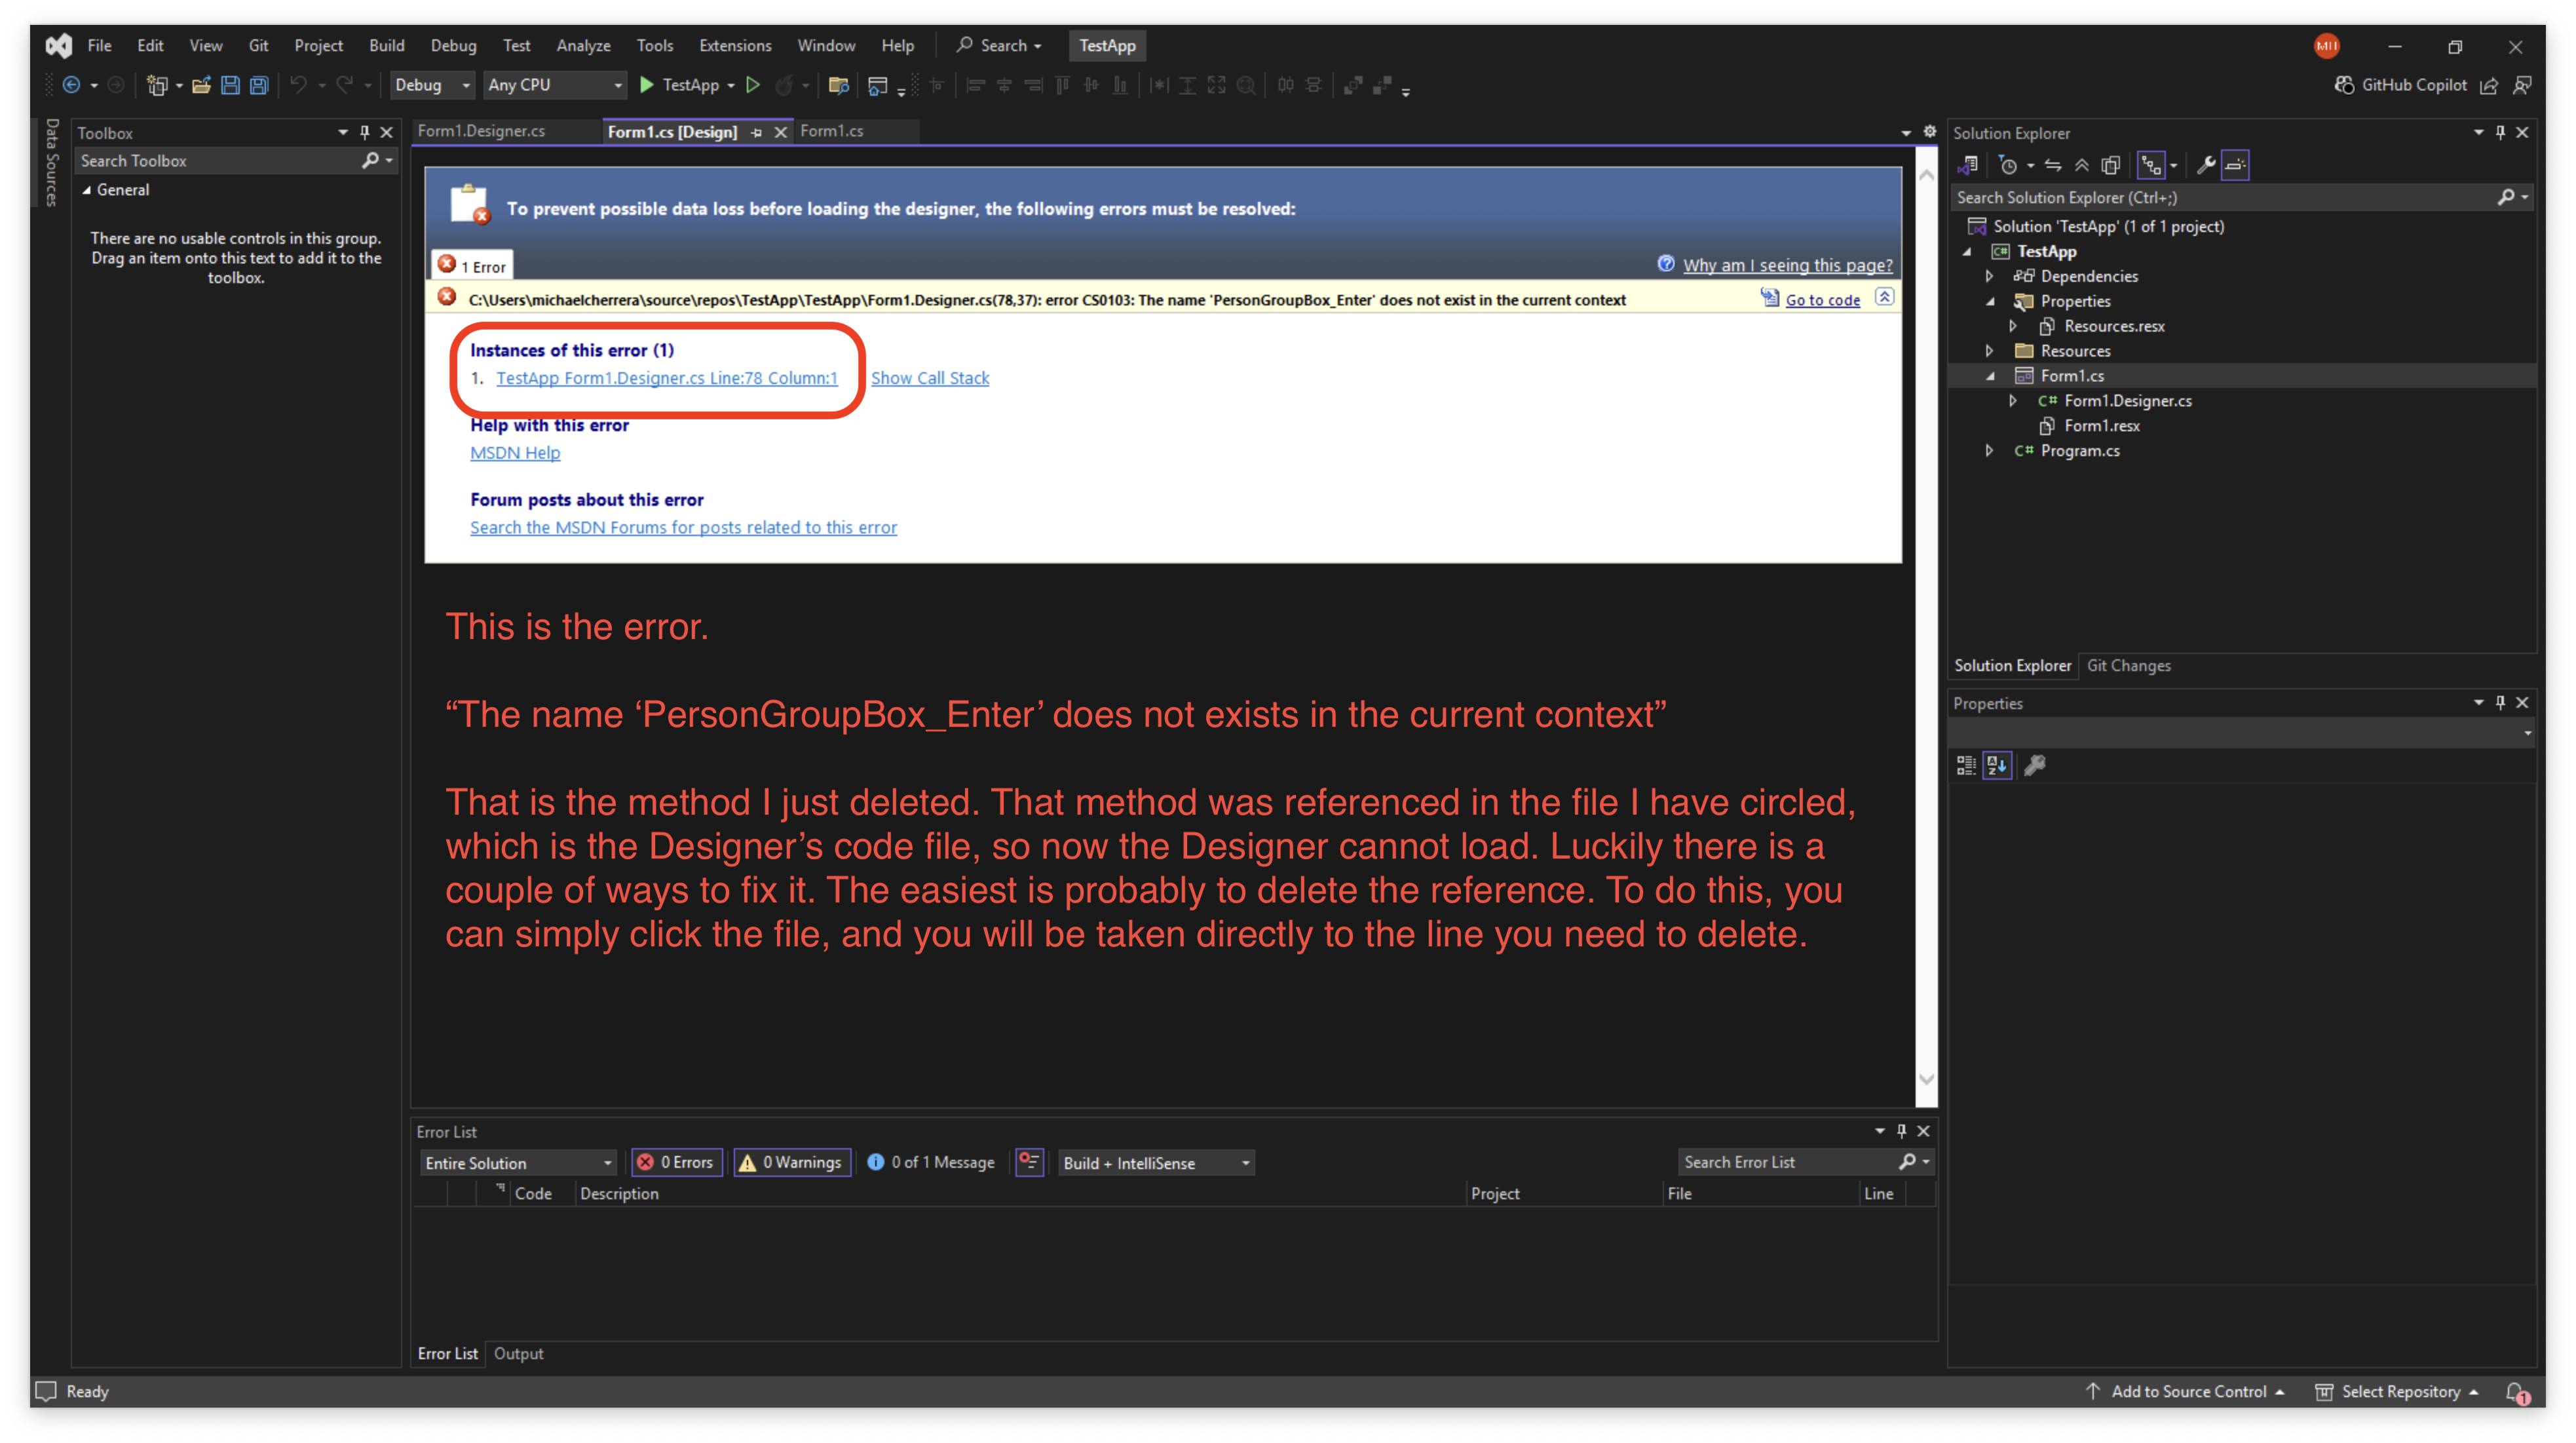 File Edit View Git Project Build Debug Test Analyze Tools Extensions Window Help Search TestApp
Debug Any CPU TestApp GitHub Copilot
Data Sources
Toolbox
Search Toolbox
General
There are no usable controls in this group.
Drag an item onto this text to add it to the
toolbox.
Form1.Designer.cs Form1.cs [Design] Form1.cs
To prevent possible data loss before loading the designer, the following errors must be resolved:
1 Error
Why am I seeing this page?
C:\Users\michaelcherrera\source\repos\TestApp\TestApp\Form1.Designer.cs(78,37): error CS0103: The name 'PersonGroupBox_Enter' does not exist in the current context
Go to code
Instances of this error (1)
1. TestApp Form1.Designer.cs Line:78 Column:1 Show Call Stack
Help with this error
MSDN Help
Forum posts about this error
Search the MSDN Forums for posts related to this error
This is the error.
“The name ‘PersonGroupBox_Enter’ does not exists in the current context”
That is the method I just deleted. That method was referenced in the file I have circled,
which is the Designer’s code file, so now the Designer cannot load. Luckily there is a
couple of ways to fix it. The easiest is probably to delete the reference. To do this, you
can simply click the file, and you will be taken directly to the line you need to delete.
Error List
Entire Solution 0 Errors 0 Warnings 0 of 1 Message Build + IntelliSense Search Error List
Code Description Project File Line
Error List Output
Solution Explorer
Search Solution Explorer (Ctrl+;)
Solution 'TestApp' (1 of 1 project)
C# TestApp
Dependencies
Properties
Resources.resx
Resources
Form1.cs
C# Form1.Designer.cs
Form1.resx
C# Program.cs
Solution Explorer Git Changes
Properties
Ready
Add to Source Control Select Repository 1